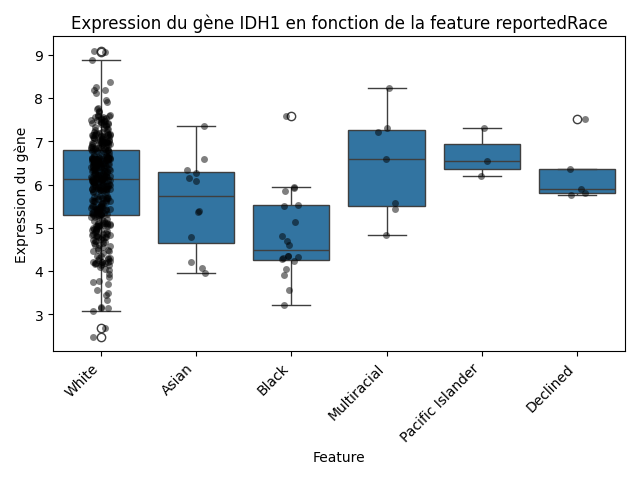 Expression du gène IDH1 en fonction de la feature reportedRace
Expression du gène
9
8
7
6
5
4
3
White
Asian
Black
Multiracial
Pacific Islander
Declined
Feature